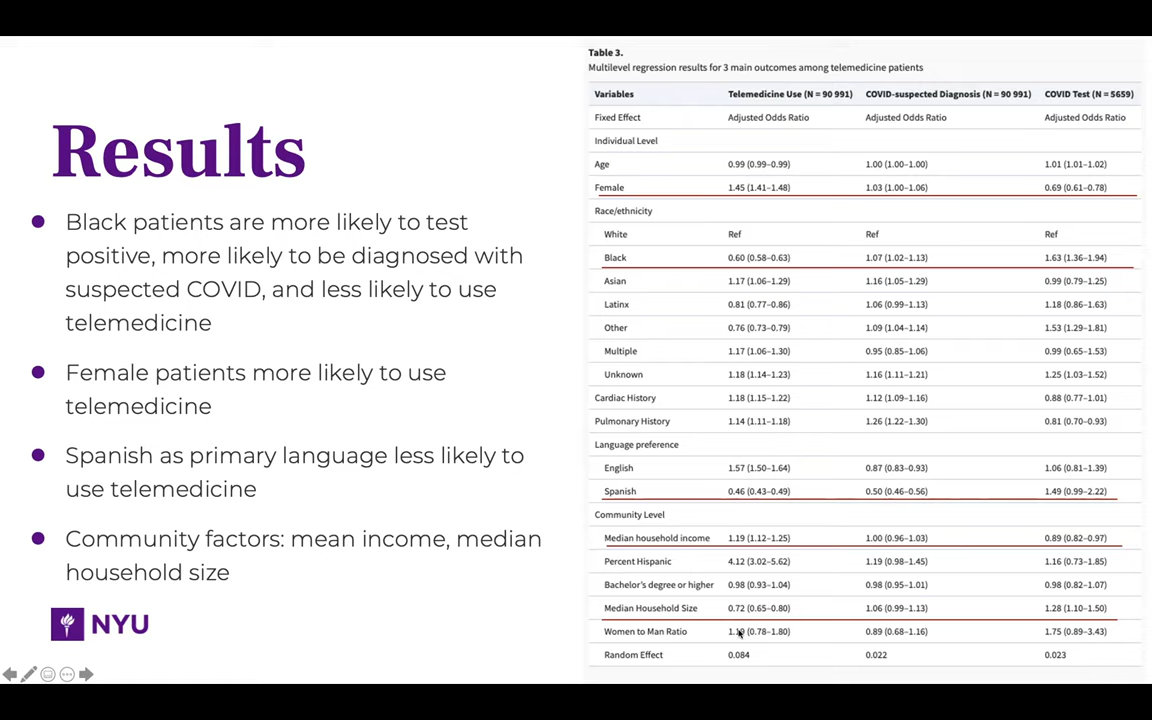 Results
Black patients are more likely to test
positive, more likely to be diagnosed with
suspected COVID, and less likely to use
telemedicine
Female patients more likely to use
telemedicine
Spanish as primary language less likely to
use telemedicine
Community factors: mean income, median
household size
NYU
Table 3.
Multilevel regression results for 3 main outcomes among telemedicine patients
Variables Telemedicine Use (N = 90 991) COVID-suspected Diagnosis (N = 90 991) COVID Test (N = 5659)
Fixed Effect Adjusted Odds Ratio Adjusted Odds Ratio Adjusted Odds Ratio
Individual Level
Age 0.99 (0.99–0.99) 1.00 (1.00–1.00) 1.01 (1.01–1.02)
Female 1.45 (1.41–1.48) 1.03 (1.00–1.06) 0.69 (0.61–0.78)
Race/ethnicity
White Ref Ref Ref
Black 0.60 (0.58–0.63) 1.07 (1.02–1.13) 1.63 (1.36–1.94)
Asian 1.17 (1.06–1.29) 1.16 (1.05–1.29) 0.99 (0.79–1.25)
Latinx 0.81 (0.77–0.86) 1.06 (0.99–1.13) 1.18 (0.86–1.63)
Other 0.76 (0.73–0.79) 1.09 (1.04–1.14) 1.53 (1.29–1.81)
Multiple 1.17 (1.06–1.30) 0.95 (0.85–1.06) 0.99 (0.65–1.53)
Unknown 1.18 (1.14–1.23) 1.16 (1.11–1.21) 1.25 (1.03–1.52)
Cardiac History 1.18 (1.15–1.22) 1.12 (1.09–1.16) 0.88 (0.77–1.01)
Pulmonary History 1.14 (1.11–1.18) 1.26 (1.22–1.30) 0.81 (0.70–0.93)
Language preference
English 1.57 (1.50–1.64) 0.87 (0.83–0.93) 1.06 (0.81–1.39)
Spanish 0.46 (0.43–0.49) 0.50 (0.46–0.56) 1.49 (0.99–2.22)
Community Level
Median household income 1.19 (1.12–1.25) 1.00 (0.96–1.03) 0.89 (0.82–0.97)
Percent Hispanic 4.12 (3.02–5.62) 1.19 (0.98–1.45) 1.16 (0.73–1.85)
Bachelor's degree or higher 0.98 (0.93–1.04) 0.98 (0.95–1.01) 0.98 (0.82–1.07)
Median Household Size 0.72 (0.65–0.80) 1.06 (0.99–1.13) 1.28 (1.10–1.50)
Women to Man Ratio (0.78–1.80) 0.89 (0.68–1.16) 1.75 (0.89–3.43)
Random Effect 0.084 0.022 0.023